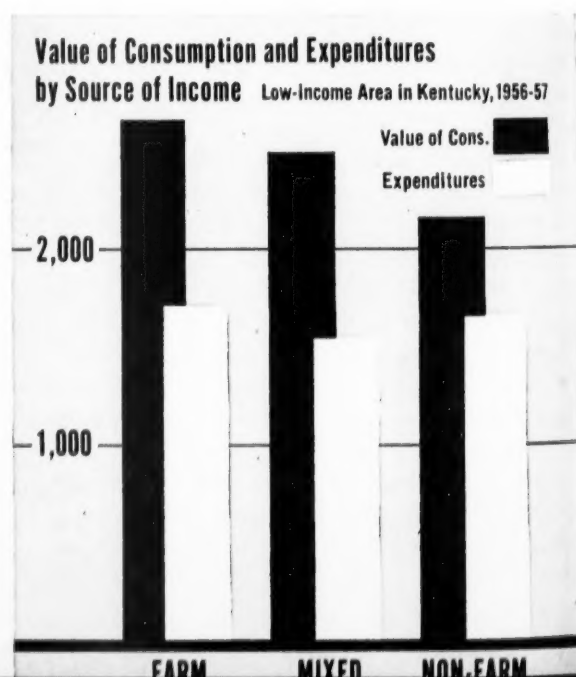 Value of Consumption and Expenditures
by Source of Income Low-Income Area in Kentucky, 1956-57
Value of Cons.
Expenditures
2,000
1,000
FARM MIXED NON-FARM